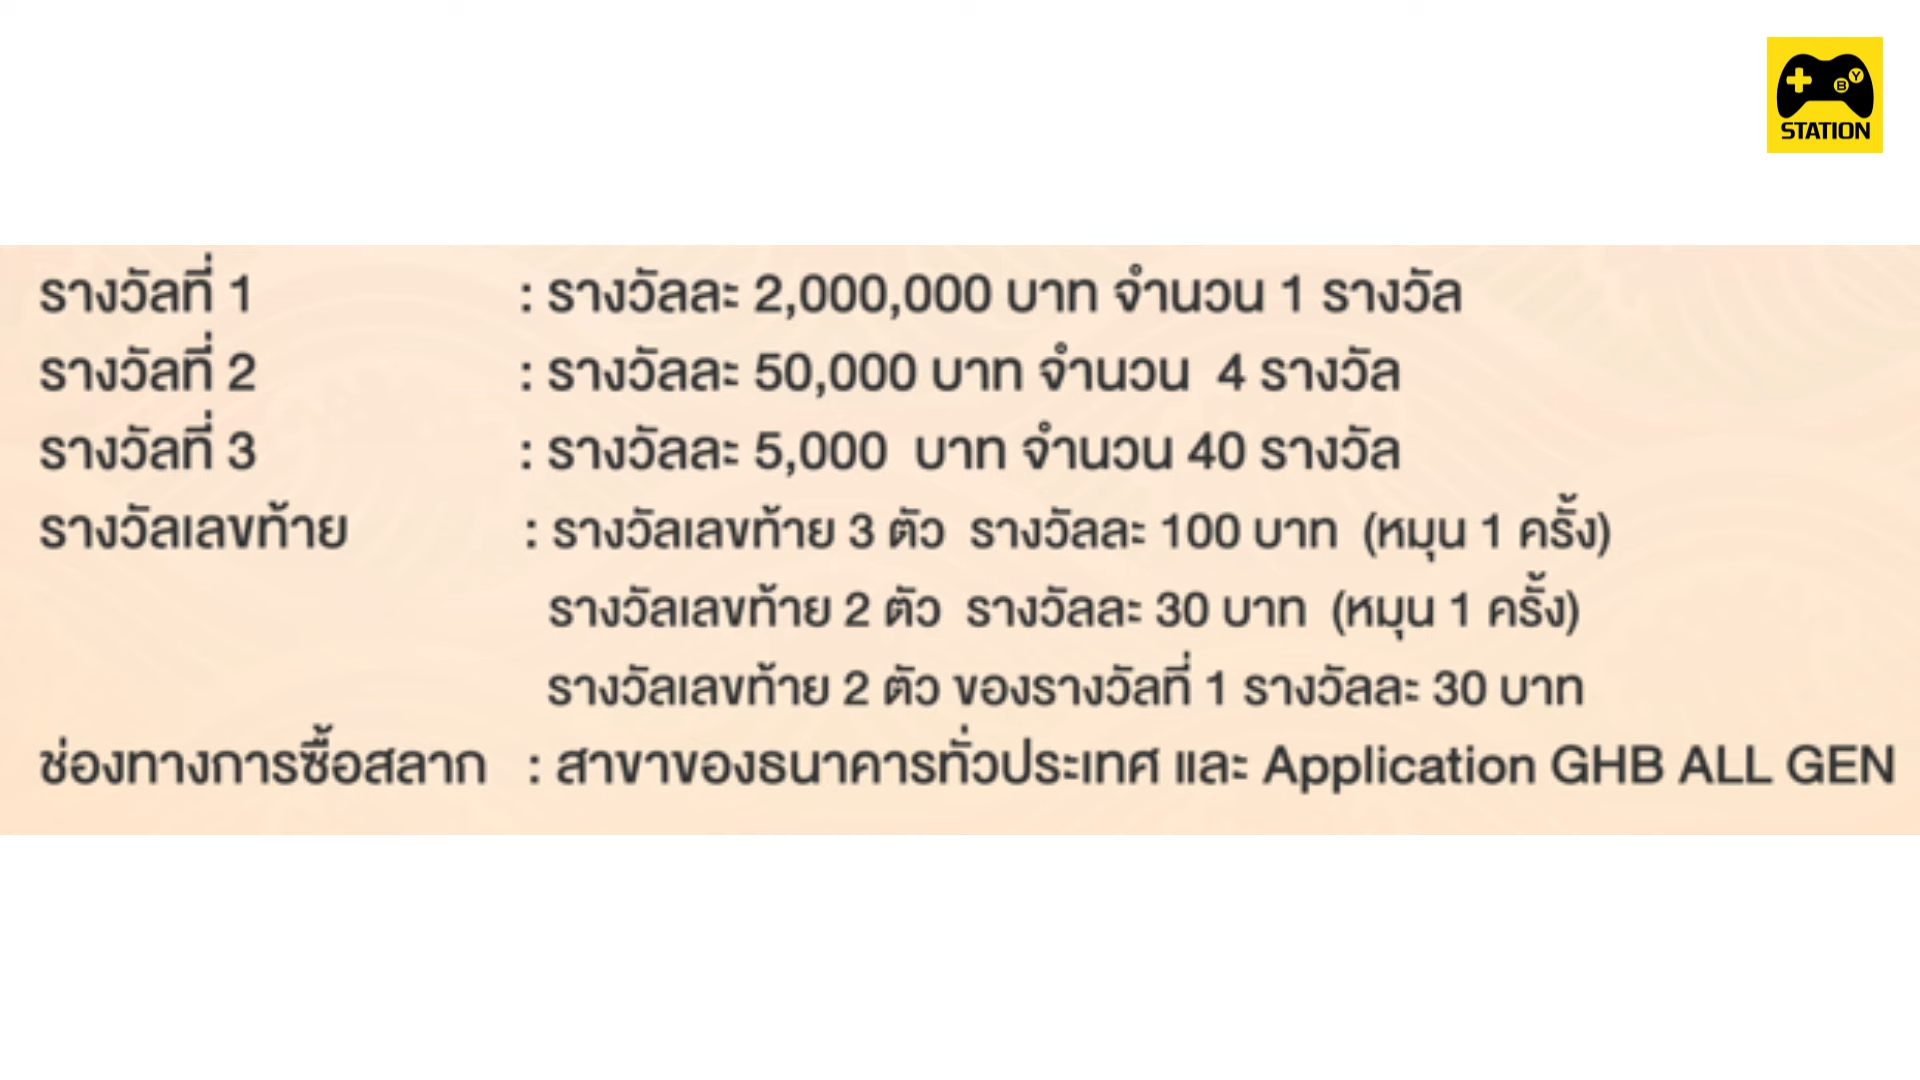 B Y
STATION
รางวัลที่ 1 : รางวัลละ 2,000,000 บาท จำนวน 1 รางวัล
รางวัลที่ 2 : รางวัลละ 50,000 บาท จำนวน 4 รางวัล
รางวัลที่ 3 : รางวัลละ 5,000 บาท จำนวน 40 รางวัล
รางวัลเลขท้าย : รางวัลเลขท้าย 3 ตัว รางวัลละ 100 บาท (หมุน 1 ครั้ง)
รางวัลเลขท้าย 2 ตัว รางวัลละ 30 บาท (หมุน 1 ครั้ง)
รางวัลเลขท้าย 2 ตัว ของรางวัลที่ 1 รางวัลละ 30 บาท
ช่องทางการซื้อสลาก : สาขาของธนาคารทั่วประเทศ และ Application GHB ALL GEN